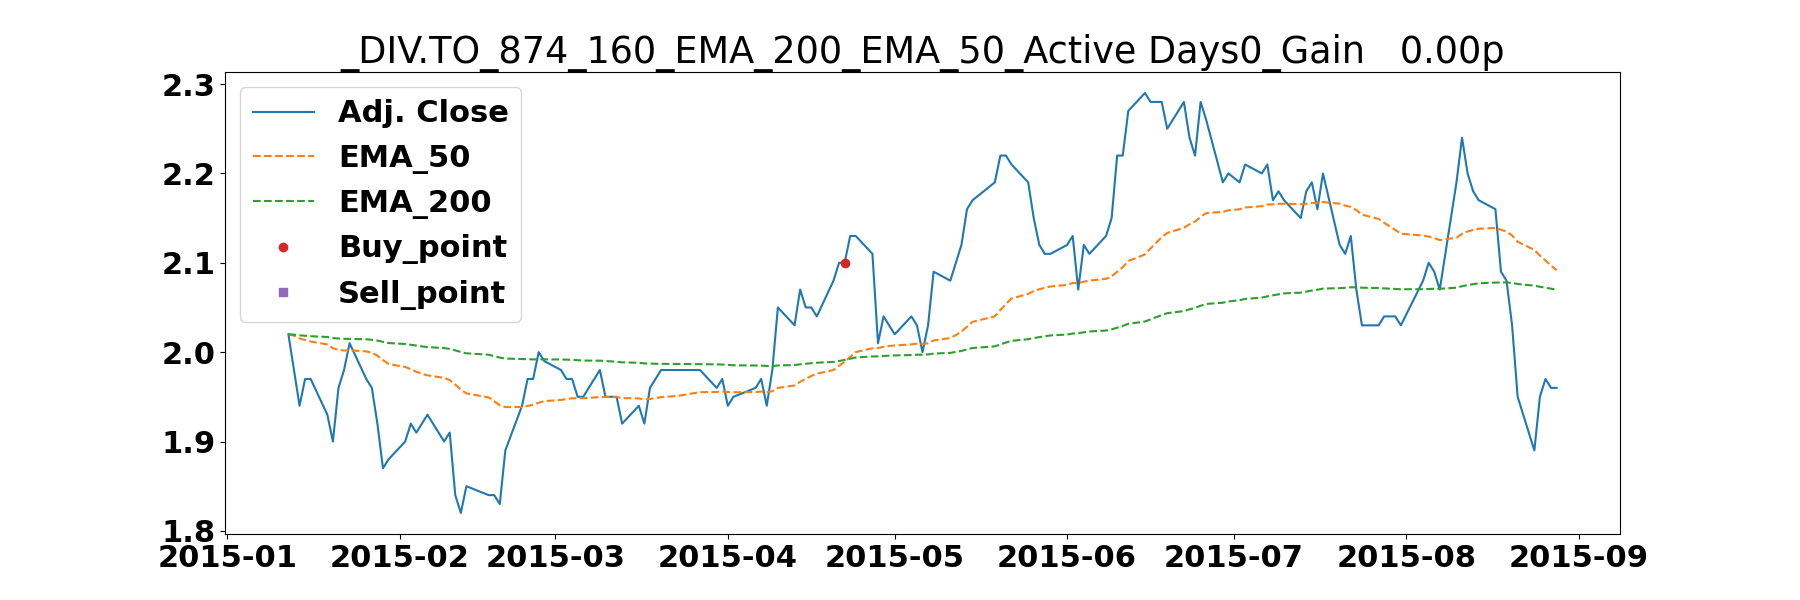 _DIV.TO_874_160_EMA_200_EMA_50_Active Days0_Gain   0.00p
2.3
2.2
2.1
2.0
1.9
1.8
Adj. Close
EMA_50
EMA_200
Buy_point
Sell_point
2015-01 2015-02 2015-03 2015-04 2015-05 2015-06 2015-07 2015-08 2015-09